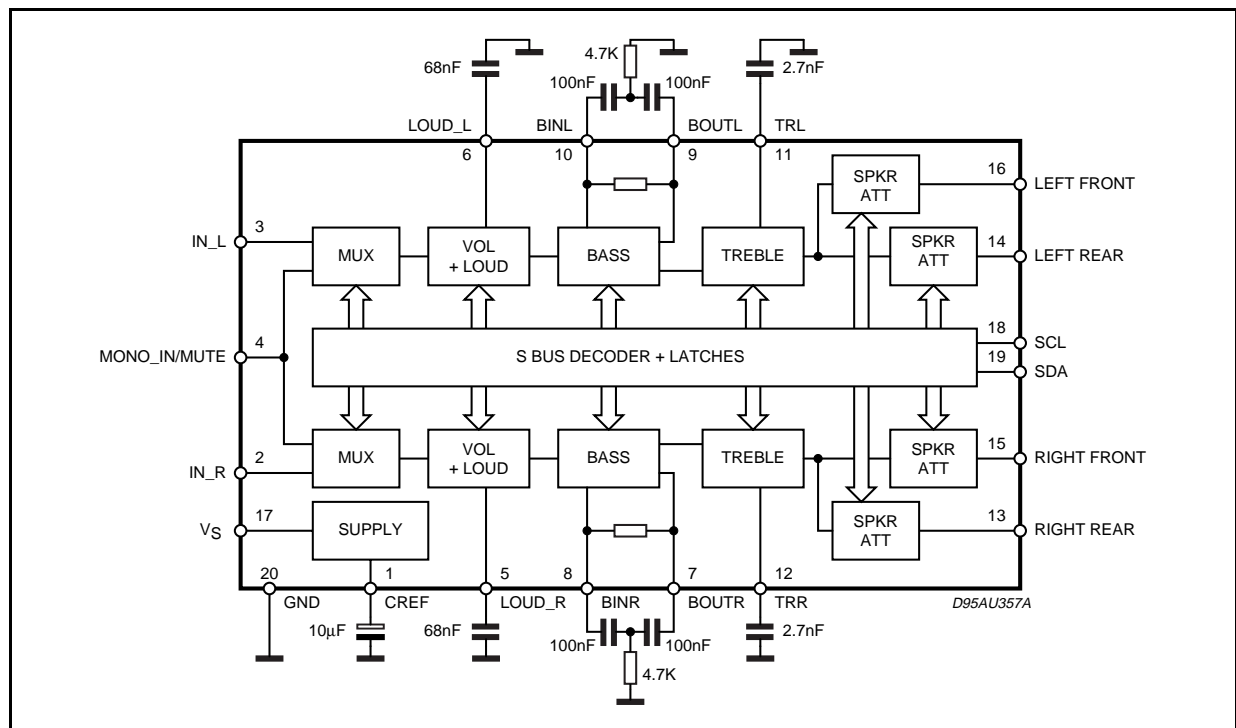 4.7K
68nF
100nF
100nF
2.7nF
LOUD_L
BINL
BOUTL
TRL
6
10
9
11
SPKR
ATT
16
LEFT FRONT
IN_L
3
MUX
VOL
+ LOUD
BASS
TREBLE
SPKR
ATT
14
LEFT REAR
MONO_IN/MUTE
4
S BUS DECODER + LATCHES
18
SCL
19
SDA
IN_R
2
MUX
VOL
+ LOUD
BASS
TREBLE
SPKR
ATT
15
RIGHT FRONT
VS
17
SUPPLY
SPKR
ATT
13
RIGHT REAR
20
GND
1
CREF
5
LOUD_R
8
BINR
7
BOUTR
12
TRR
D95AU357A
10μF
68nF
100nF
100nF
2.7nF
4.7K